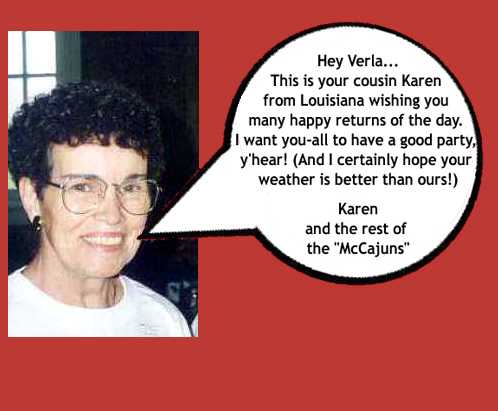 Hey Verla...
This is your cousin Karen
from Louisiana wishing you
many happy returns of the day.
I want you-all to have a good party,
y'hear! (And I certainly hope your
weather is better than ours!)
Karen
and the rest of
the "McCajuns"